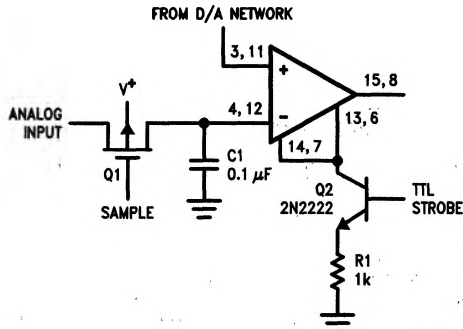 FROM D/A NETWORK
3, 11
+
V+
15, 8
ANALOG
INPUT
4, 12
-
13, 6
14, 7
C1
0.1 μF
Q1
SAMPLE
Q2
2N2222
TTL
STROBE
R1
1k